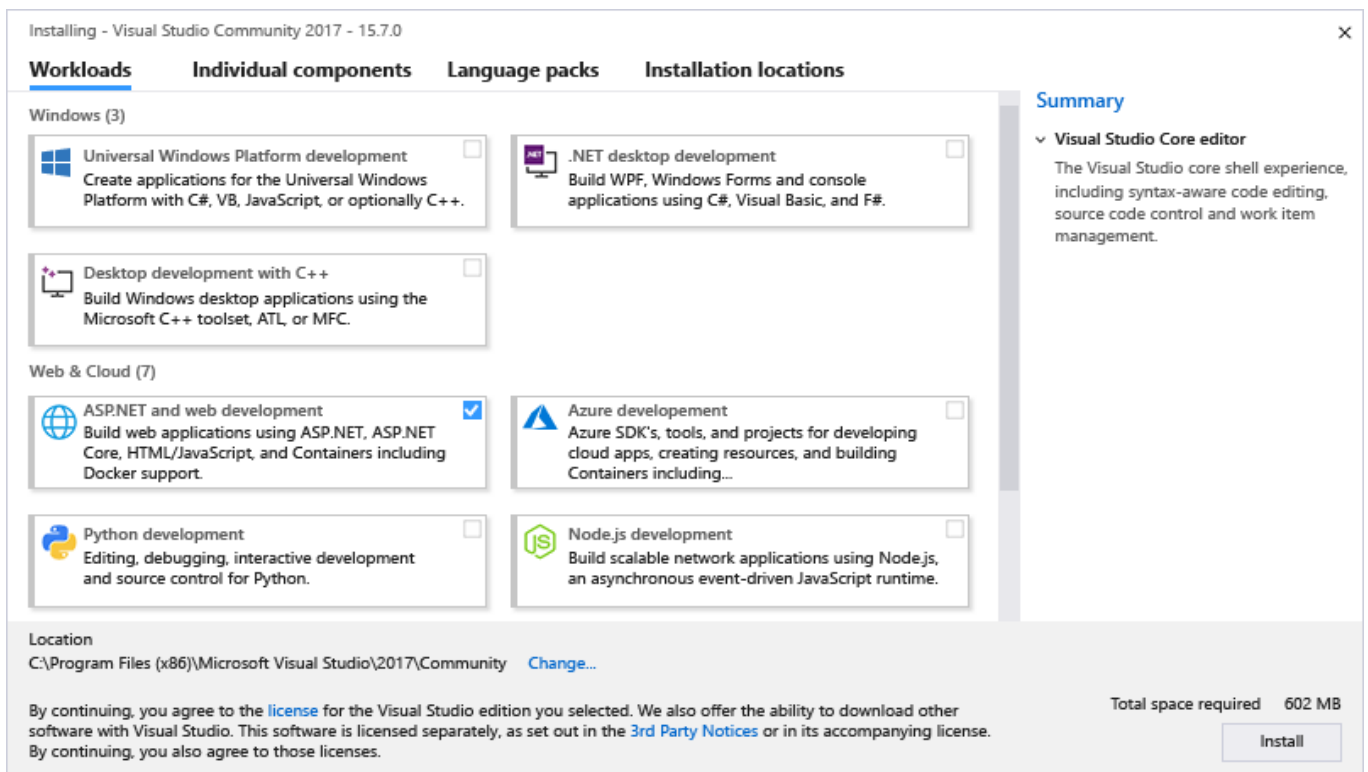 Installing - Visual Studio Community 2017 - 15.7.0
Workloads Individual components Language packs Installation locations
Windows (3)
Universal Windows Platform development
Create applications for the Universal Windows
Platform with C#, VB, JavaScript, or optionally C++.
.NET
.NET desktop development
Build WPF, Windows Forms and console
applications using C#, Visual Basic, and F#.
Desktop development with C++
Build Windows desktop applications using the
Microsoft C++ toolset, ATL, or MFC.
Web & Cloud (7)
ASP.NET and web development
Build web applications using ASP.NET, ASP.NET
Core, HTML/JavaScript, and Containers including
Docker support.
Azure developement
Azure SDK's, tools, and projects for developing
cloud apps, creating resources, and building
Containers including...
Python development
Editing, debugging, interactive development
and source control for Python.
JS
Node.js development
Build scalable network applications using Node.js,
an asynchronous event-driven JavaScript runtime.
Summary
Visual Studio Core editor
The Visual Studio core shell experience,
including syntax-aware code editing,
source code control and work item
management.
Location
C:\Program Files (x86)\Microsoft Visual Studio\2017\Community Change...
By continuing, you agree to the license for the Visual Studio edition you selected. We also offer the ability to download other
software with Visual Studio. This software is licensed separately, as set out in the 3rd Party Notices or in its accompanying license.
By continuing, you also agree to those licenses.
Total space required 602 MB
Install